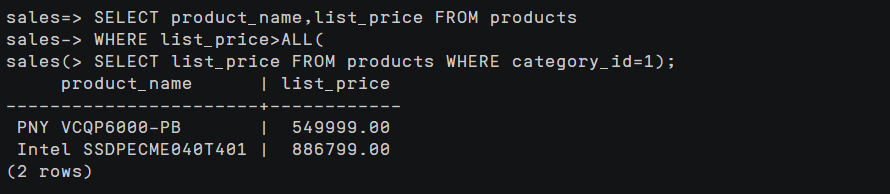 sales=> SELECT product_name,list_price FROM products
sales-> WHERE list_price>ALL(
sales(> SELECT list_price FROM products WHERE category_id=1);
     product_name      | list_price
-----------------------+------------
 PNY VCQP6000-PB       |  549999.00
 Intel SSDPECME040T401 |  886799.00
(2 rows)